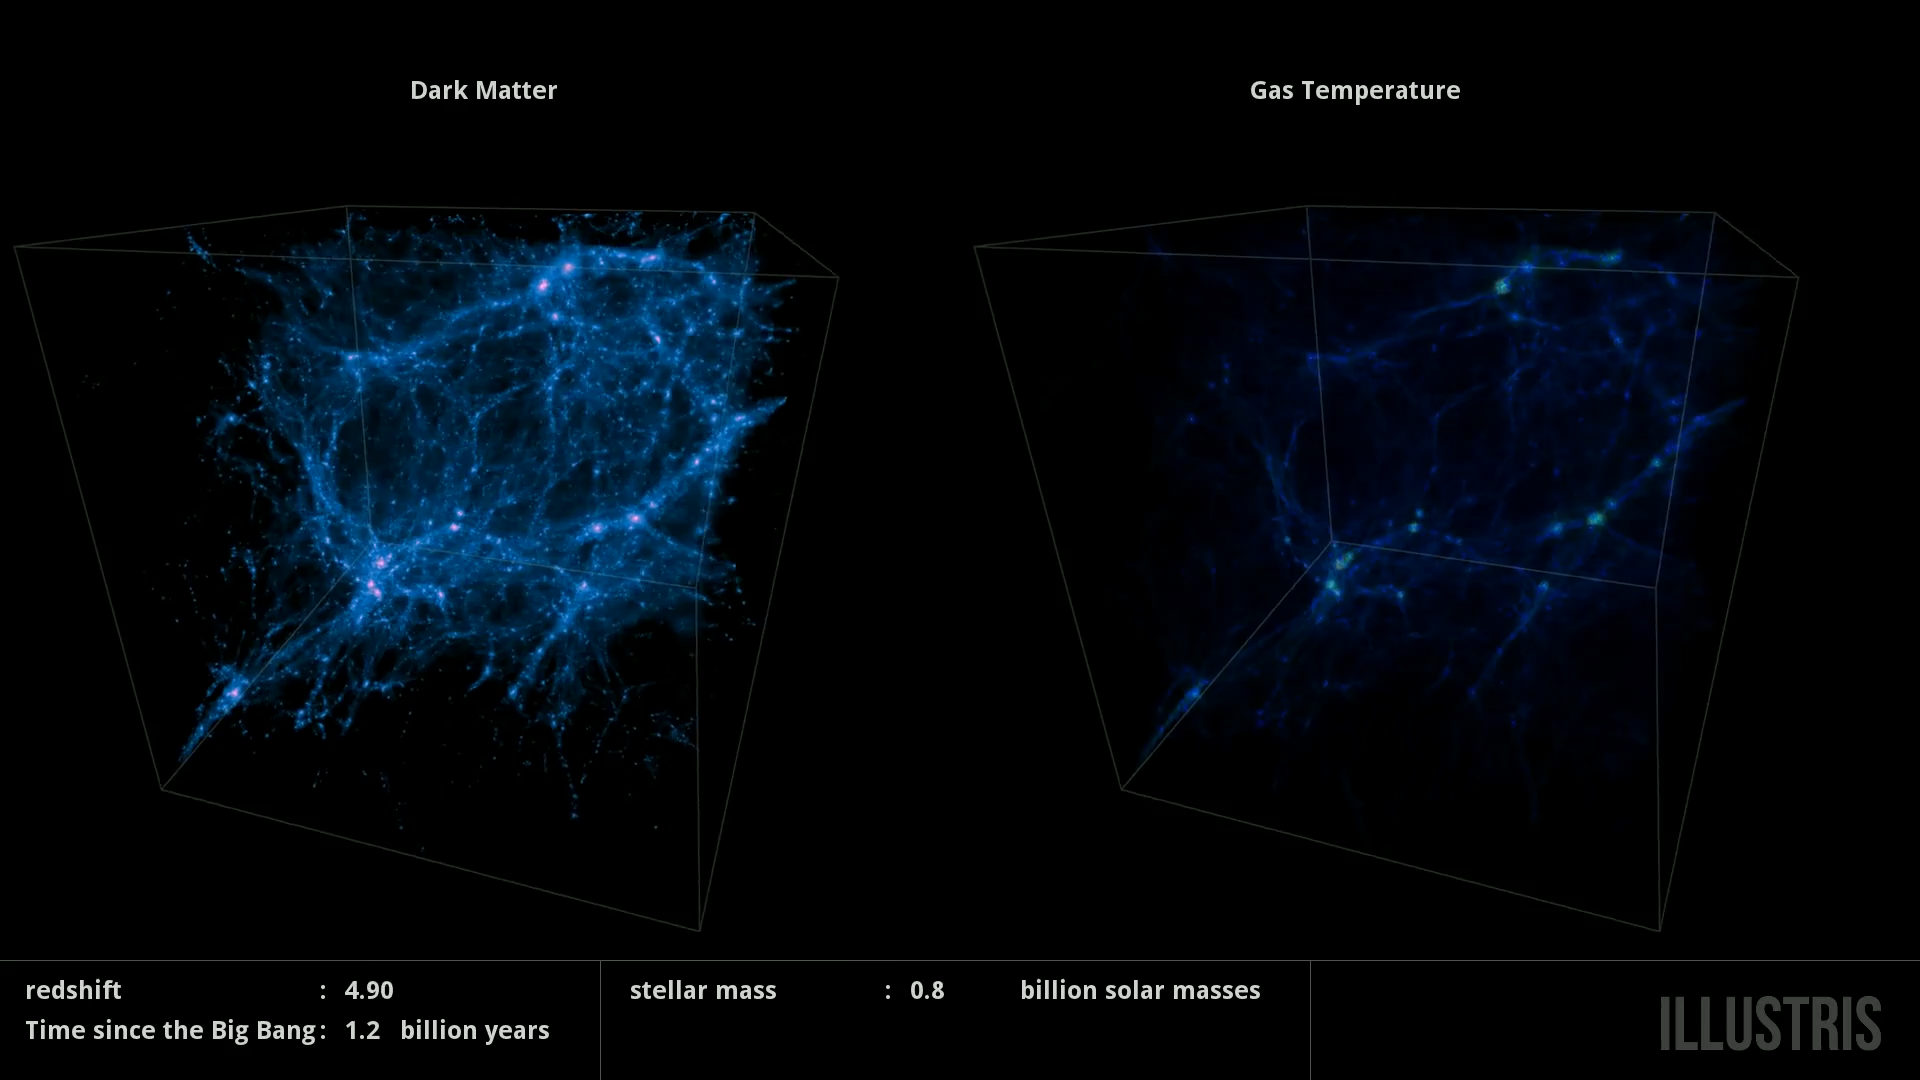 Dark Matter
Gas Temperature
redshift : 4.90
Time since the Big Bang : 1.2 billion years
stellar mass : 0.8 billion solar masses
ILLUSTRIS